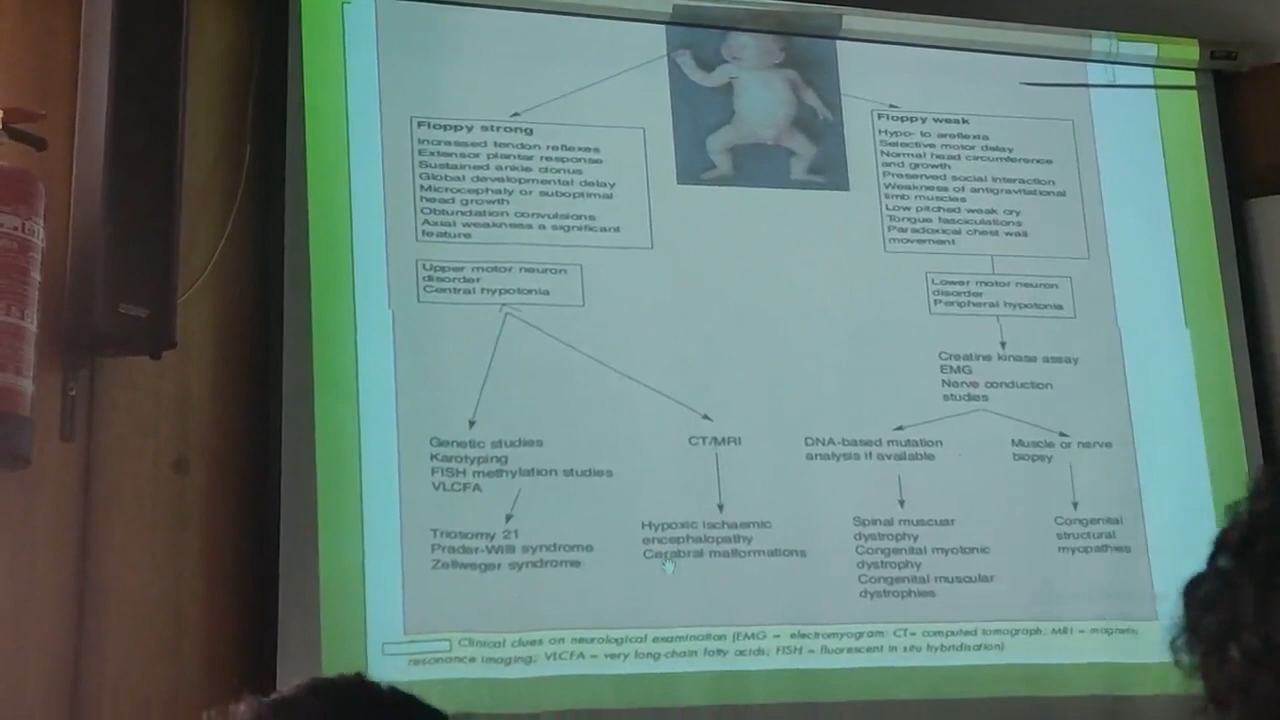 Floppy strong
Increased tendon reflexes
Extensor plantar response
Sustained ankle clonus
Global developmental delay
Microcephaly or suboptimal
head growth
Obtundation convulsions
Axial weakness a significant
feature
Upper motor neuron
disorder
Central hypotonia
Floppy weak
Hypo- to areflexia
Selective motor delay
Normal head circumference
and growth
Preserved social interaction
Weakness of antigravitational
limb muscles
Low pitched weak cry
Tongue fasciculations
Paradoxical chest wall
movement
Lower motor neuron
disorder
Peripheral hypotonia
Creatine kinase assay
EMG
Nerve conduction
studies
Genetic studies
Karotyping
FISH methylation studies
VLCFA
CT/MRI
DNA-based mutation
analysis if available
Muscle or nerve
biopsy
Triosomy 21
Prader-Willi syndrome
Zellweger syndrome
Hypoxic ischaemic
encephalopathy
Cerabral malformations
Spinal muscuar
dystrophy
Congenital myotonic
dystrophy
Congenital muscular
dystrophies
Congenital
structural
myopathies
Clinical clues on neurological examination (EMG = electromyogram; CT= computed tomograph; MRI = magnetic
resonance imaging; VLCFA = very long-chain fatty acids; FISH = fluorescent in situ hybridisation)